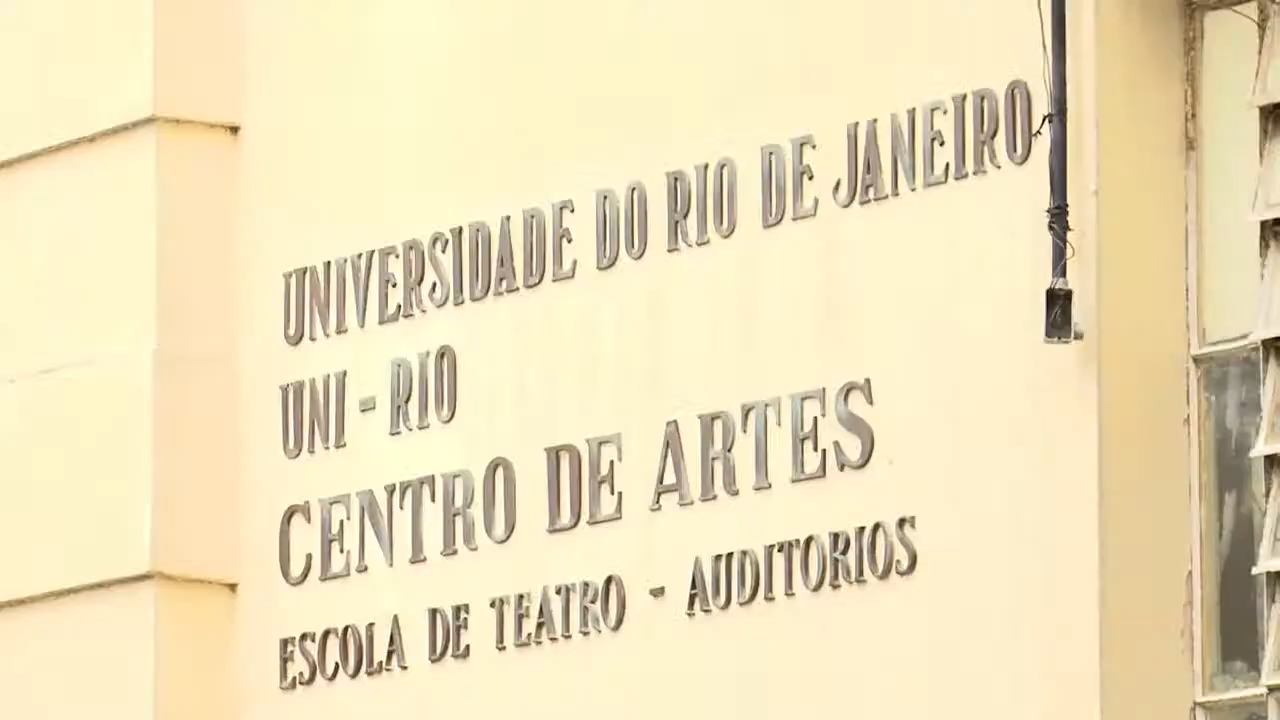 UNIVERSIDADE DO RIO DE JANEIRO
UNI - RIO
CENTRO DE ARTES
ESCOLA DE TEATRO - AUDITORIOS